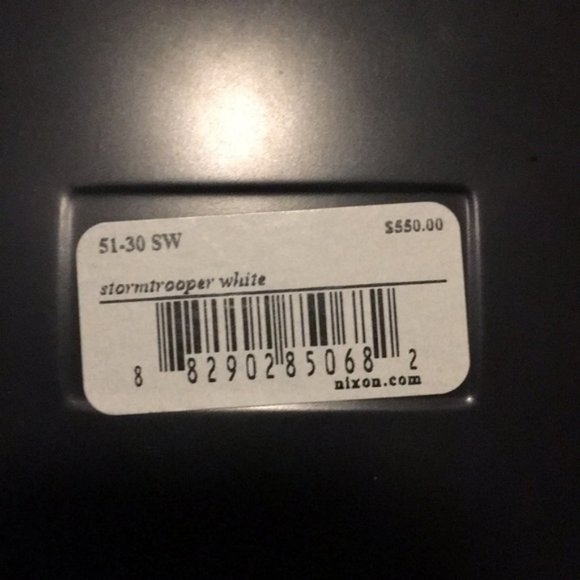 51-30 SW $550.00
stormtrooper white
8 82902 85068 2
nixon.com